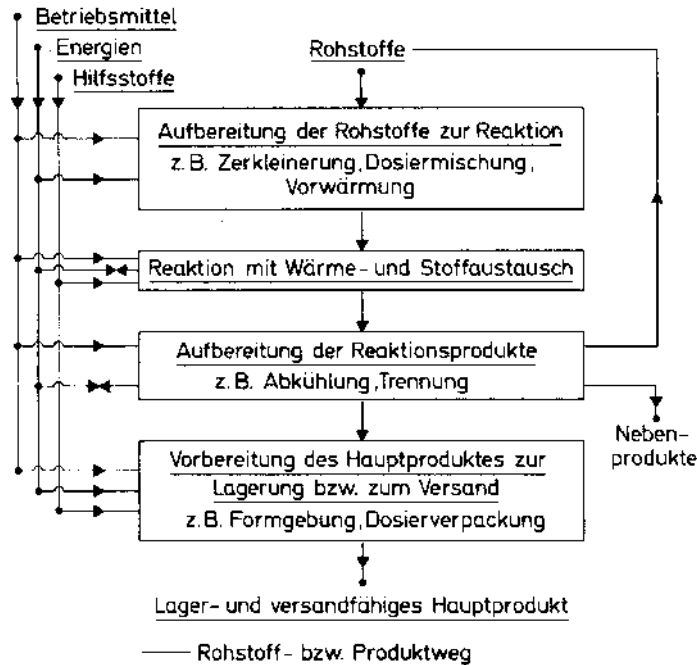 Betriebsmittel
Energien
Hilfsstoffe
Rohstoffe
Aufbereitung der Rohstoffe zur Reaktion
z. B. Zerkleinerung, Dosiermischung,
Vorwärmung
Reaktion mit Wärme- und Stoffaustausch
Aufbereitung der Reaktionsprodukte
z. B. Abkühlung, Trennung
Neben-
produkte
Vorbereitung des Hauptproduktes zur
Lagerung bzw. zum Versand
z. B. Formgebung, Dosierverpackung
Lager- und versandfähiges Hauptprodukt
Rohstoff- bzw. Produktweg